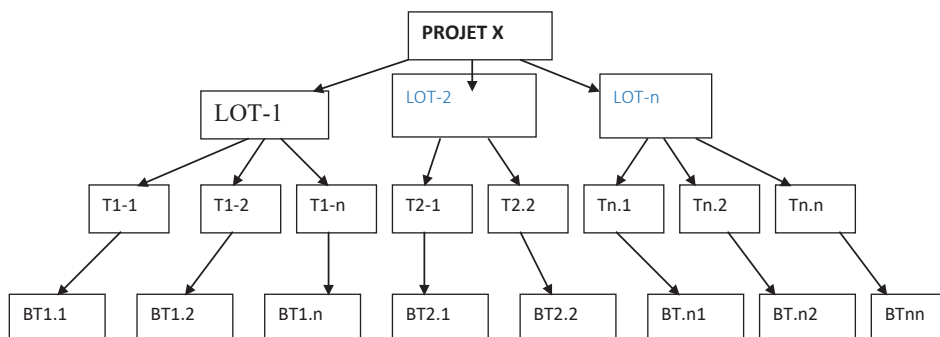 PROJET X
LOT-1
LOT-2
LOT-n
T1-1
T1-2
T1-n
T2-1
T2.2
Tn.1
Tn.2
Tn.n
BT1.1
BT1.2
BT1.n
BT2.1
BT2.2
BT.n1
BT.n2
BTnn